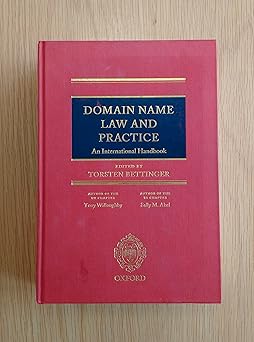 DOMAIN NAME
LAW AND
PRACTICE
An International Handbook
EDITED BY
TORSTEN BETTINGER
AUTHOR OF THE AUTHOR OF THE
UK CHAPTER US CHAPTER
Tony Willoughby Sally M. Abel
OXFORD